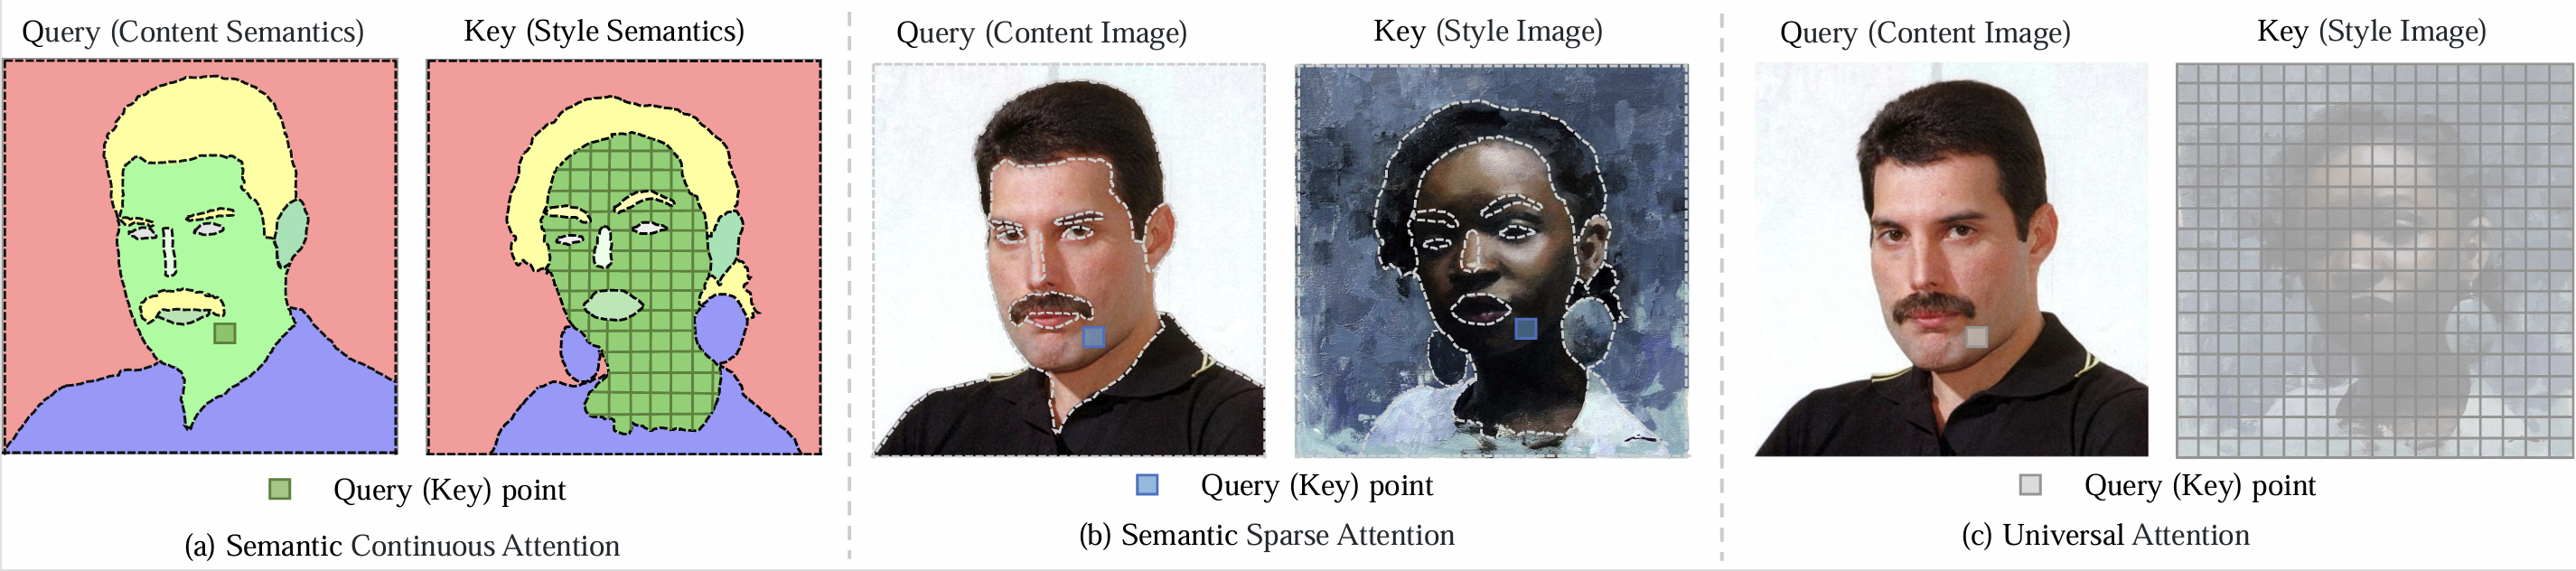 Query (Content Semantics)
Key (Style Semantics)
Query (Key) point
(a) Semantic Continuous Attention
Query (Content Image)
Key (Style Image)
Query (Key) point
(b) Semantic Sparse Attention
Query (Content Image)
Key (Style Image)
Query (Key) point
(c) Universal Attention